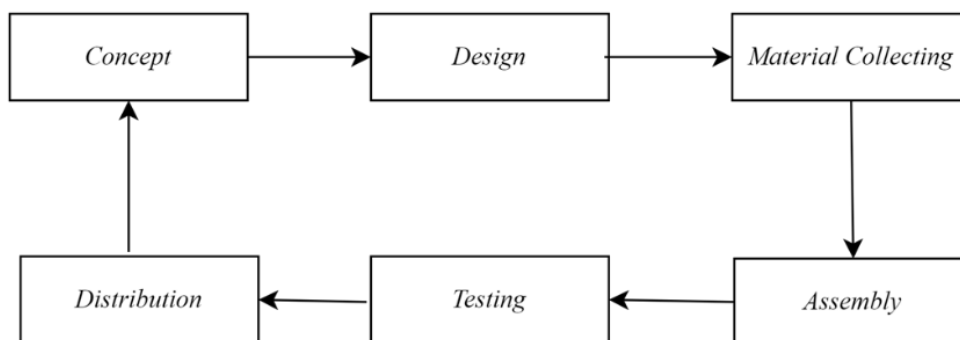 Concept
Design
Material Collecting
Distribution
Testing
Assembly